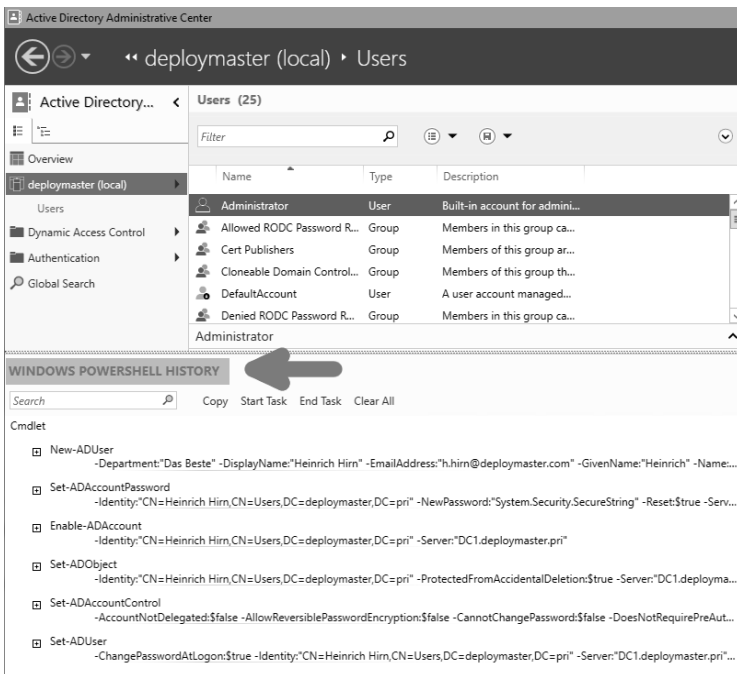 Active Directory Administrative Center
deploymaster (local) Users
Active Directory...
Overview
deploymaster (local)
Users
Dynamic Access Control
Authentication
Global Search
Users (25)
Filter
Name Type Description
Administrator User Built-in account for admini...
Allowed RODC Password R... Group Members in this group ca...
Cert Publishers Group Members of this group ar...
Cloneable Domain Control... Group Members of this group th...
DefaultAccount User A user account managed...
Denied RODC Password R... Group Members in this group ca...
Administrator
WINDOWS POWERSHELL HISTORY
Search Copy Start Task End Task Clear All
Cmdlet
New-ADUser
-Department:"Das Beste" -DisplayName:"Heinrich Hirn" -EmailAddress:"h.hirn@deploymaster.com" -GivenName:"Heinrich" -Name:...
Set-ADAccountPassword
-Identity:"CN=Heinrich Hirn,CN=Users,DC=deploymaster,DC=pri" -NewPassword:"System.Security.SecureString" -Reset:$true -Serv...
Enable-ADAccount
-Identity:"CN=Heinrich Hirn,CN=Users,DC=deploymaster,DC=pri" -Server:"DC1.deploymaster.pri"
Set-ADObject
-Identity:"CN=Heinrich Hirn,CN=Users,DC=deploymaster,DC=pri" -ProtectedFromAccidentalDeletion:$true -Server:"DC1.deployma...
Set-ADAccountControl
-AccountNotDelegated:$false -AllowReversiblePasswordEncryption:$false -CannotChangePassword:$false -DoesNotRequirePreAut...
Set-ADUser
-ChangePasswordAtLogon:$true -Identity:"CN=Heinrich Hirn,CN=Users,DC=deploymaster,DC=pri" -Server:"DC1.deploymaster.pri"...